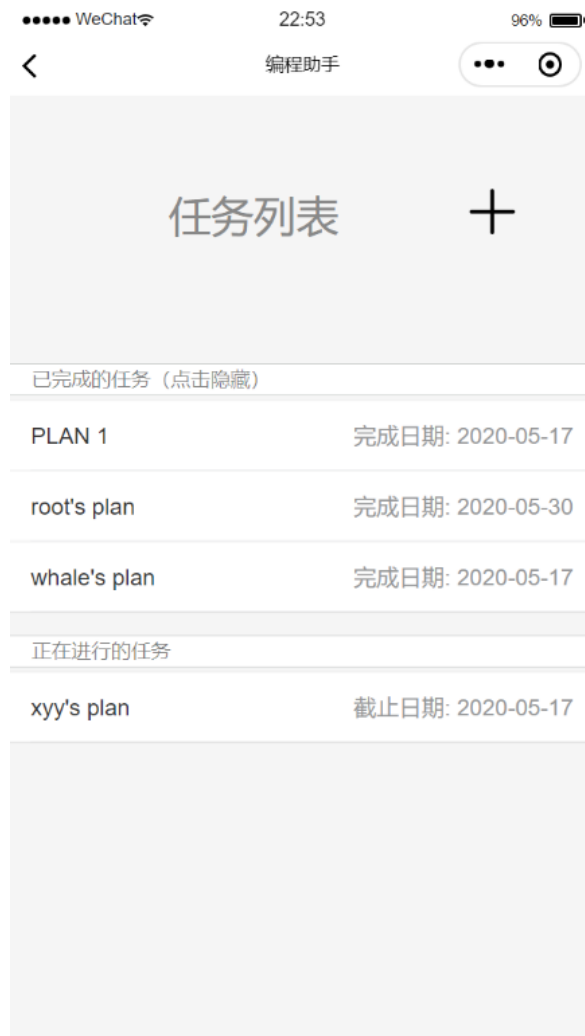 ●●●●● WeChat 22:53 96%
编程助手
任务列表
已完成的任务（点击隐藏）
PLAN 1 完成日期: 2020-05-17
root's plan 完成日期: 2020-05-30
whale's plan 完成日期: 2020-05-17
正在进行的任务
xyy's plan 截止日期: 2020-05-17